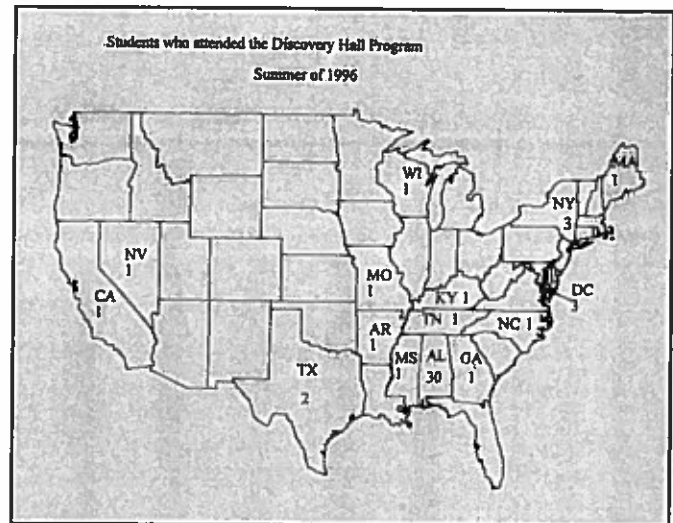 Students who attended the Discovery Hall Program
Summer of 1996
WI
1
MA
1
NY
3
NV
1
CA
1
MO
1
KY 1
DC
3
TN 1
NC 1
AR
1
MS
1
AL
30
GA
1
TX
2